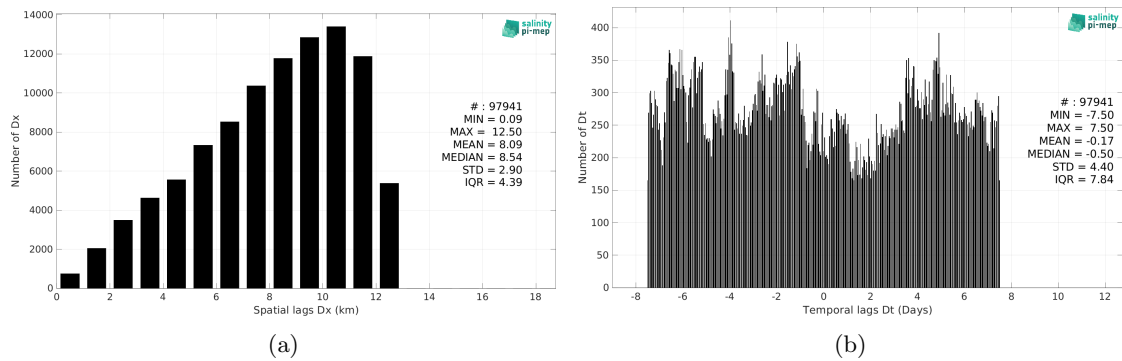 14000
12000
10000
8000
6000
4000
2000
0
Number of Dx
0 2 4 6 8 10 12 14 16 18
Spatial lags Dx (km)
salinity
pi-mep
# : 97941
MIN = 0.09
MAX = 12.50
MEAN = 8.09
MEDIAN = 8.54
STD = 2.90
IQR = 4.39
(a)
400
350
300
250
200
150
100
50
0
Number of Dt
-8 -6 -4 -2 0 2 4 6 8 10 12
Temporal lags Dt (Days)
salinity
pi-mep
# : 97941
MIN = -7.50
MAX = 7.50
MEAN = -0.17
MEDIAN = -0.50
STD = 4.40
IQR = 7.84
(b)